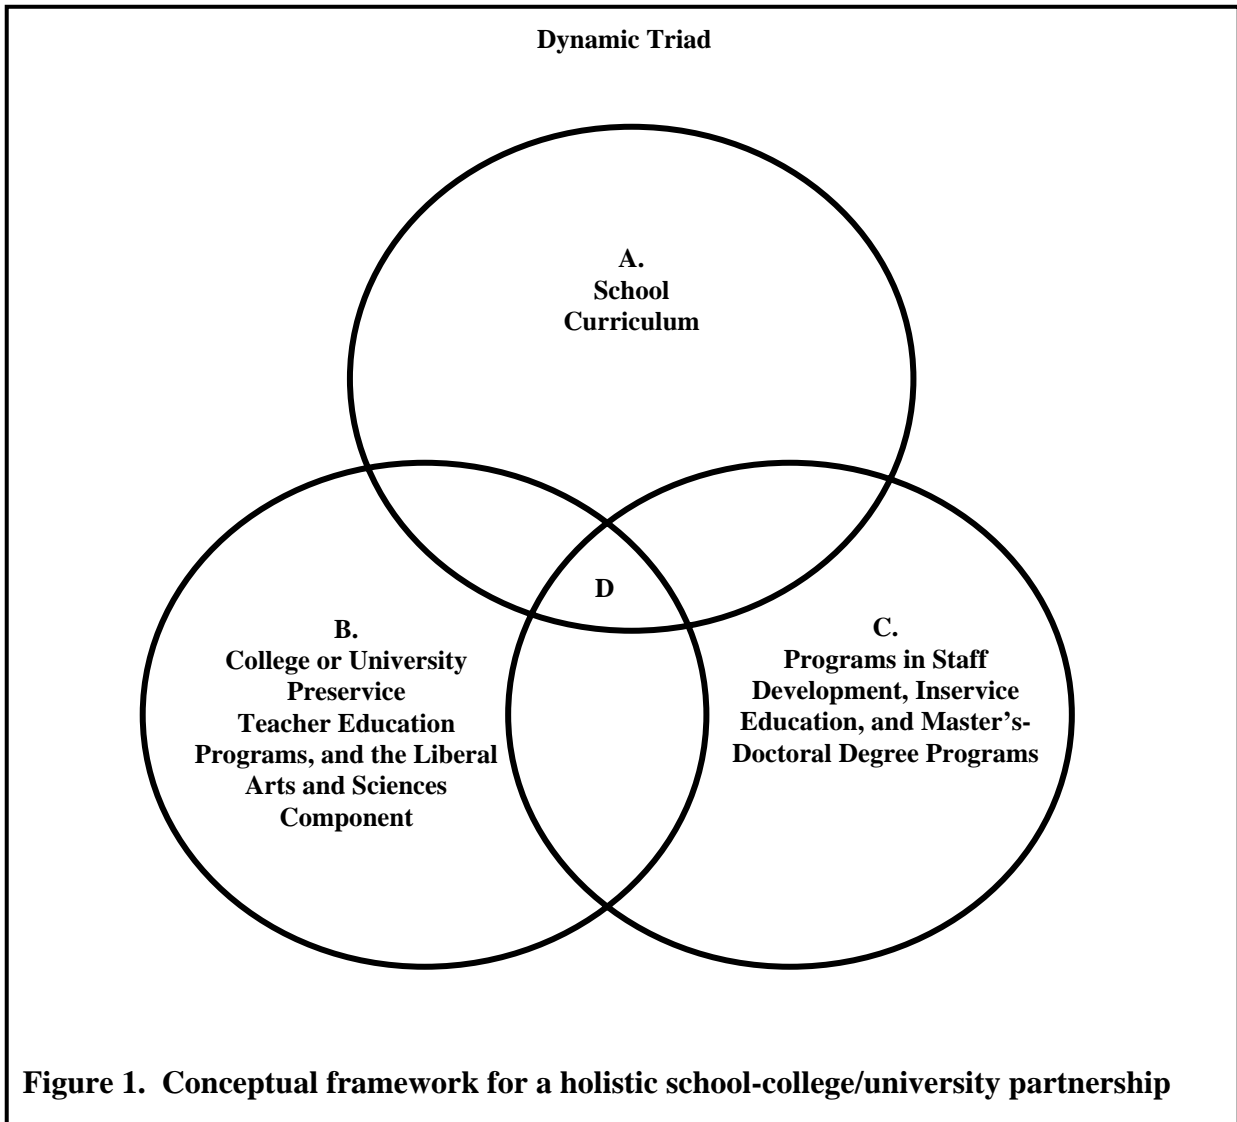 Dynamic Triad
A.
School
Curriculum
D
B.
College or University
Preservice
Teacher Education
Programs, and the Liberal
Arts and Sciences
Component
C.
Programs in Staff
Development, Inservice
Education, and Master’s-
Doctoral Degree Programs
Figure 1.  Conceptual framework for a holistic school-college/university partnership